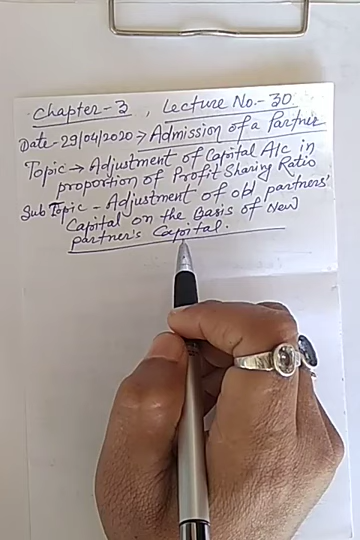 Chapter-3, Lecture No.-30
Date-29/04/2020 → Admission of a Partner
Topic → Adjustment of Capital A/c in
proportion of Profit Sharing Ratio
Sub Topic - Adjustment of old partners'
Capital on the Basis of New
partner's Capital.